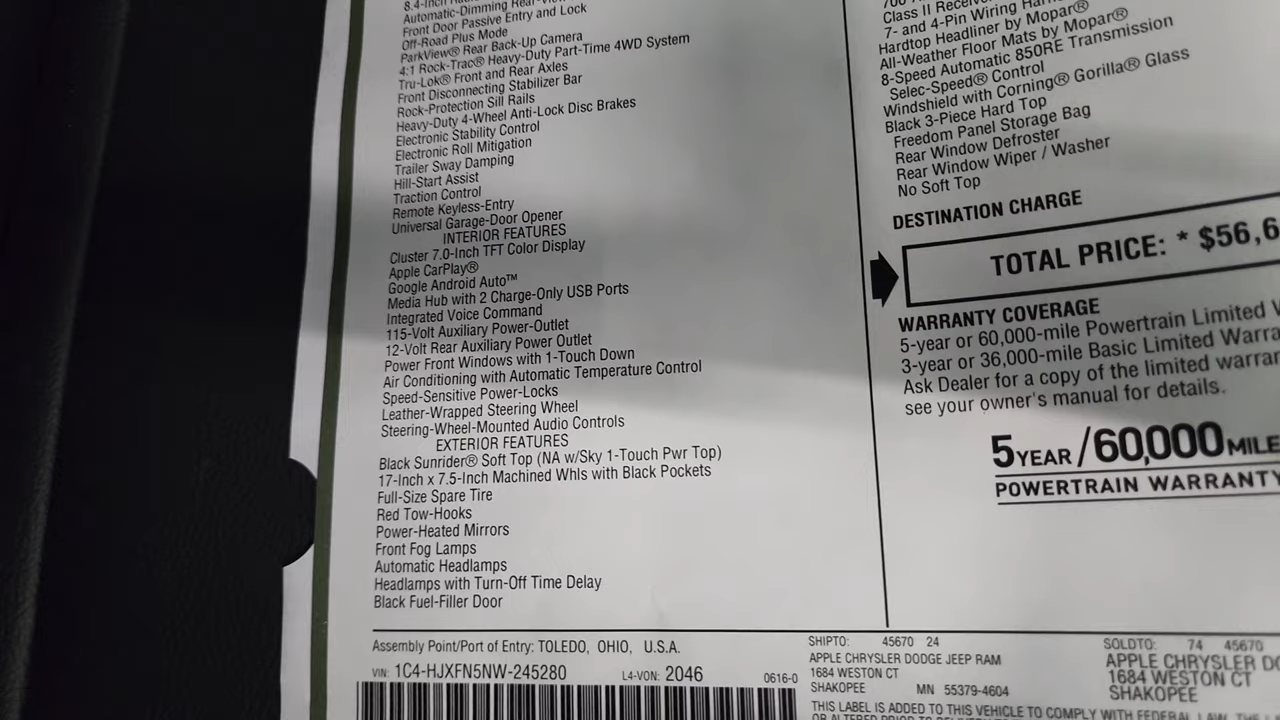 8.4-Inch
Automatic-Dimming Rear-View
Front Door Passive Entry and Lock
Off-Road Plus Mode
ParkView® Rear Back-Up Camera
4:1 Rock-Trac® Heavy-Duty Part-Time 4WD System
Tru-Lok® Front and Rear Axles
Front Disconnecting Stabilizer Bar
Rock-Protection Sill Rails
Heavy-Duty 4-Wheel Anti-Lock Disc Brakes
Electronic Stability Control
Electronic Roll Mitigation
Trailer Sway Damping
Hill-Start Assist
Traction Control
Remote Keyless-Entry
Universal Garage-Door Opener
INTERIOR FEATURES
Cluster 7.0-Inch TFT Color Display
Apple CarPlay®
Google Android Auto™
Media Hub with 2 Charge-Only USB Ports
Integrated Voice Command
115-Volt Auxiliary Power-Outlet
12-Volt Rear Auxiliary Power Outlet
Power Front Windows with 1-Touch Down
Air Conditioning with Automatic Temperature Control
Speed-Sensitive Power-Locks
Leather-Wrapped Steering Wheel
Steering-Wheel-Mounted Audio Controls
EXTERIOR FEATURES
Black Sunrider® Soft Top (NA w/Sky 1-Touch Pwr Top)
17-Inch x 7.5-Inch Machined Whls with Black Pockets
Full-Size Spare Tire
Red Tow-Hooks
Power-Heated Mirrors
Front Fog Lamps
Automatic Headlamps
Headlamps with Turn-Off Time Delay
Black Fuel-Filler Door
Class II
7- and 4-Pin Wiring
Hardtop Headliner by Mopar®
All-Weather Floor Mats by Mopar®
8-Speed Automatic 850RE Transmission
Selec-Speed® Control
Windshield with Corning® Gorilla® Glass
Black 3-Piece Hard Top
Freedom Panel Storage Bag
Rear Window Defroster
Rear Window Wiper / Washer
No Soft Top
DESTINATION CHARGE
TOTAL PRICE: * $56,6
WARRANTY COVERAGE
5-year or 60,000-mile Powertrain Limited
3-year or 36,000-mile Basic Limited
Ask Dealer for a copy of the limited
see your owner's manual for details.
5YEAR/60,000MILE
POWERTRAIN WARRANTY
Assembly Point/Port of Entry: TOLEDO, OHIO, U.S.A.
VIN: 1C4-HJXFN5NW-245280 L4-VON: 2046 0616-0
SHIPTO: 45670 24
APPLE CHRYSLER DODGE JEEP RAM
1684 WESTON CT
SHAKOPEE MN 55379-4604
SOLDTO: 74 45670
APPLE CHRYSLER
1684 WESTON CT
SHAKOPEE
THIS LABEL IS ADDED TO THIS VEHICLE TO COMPLY WITH FEDERAL LAW.